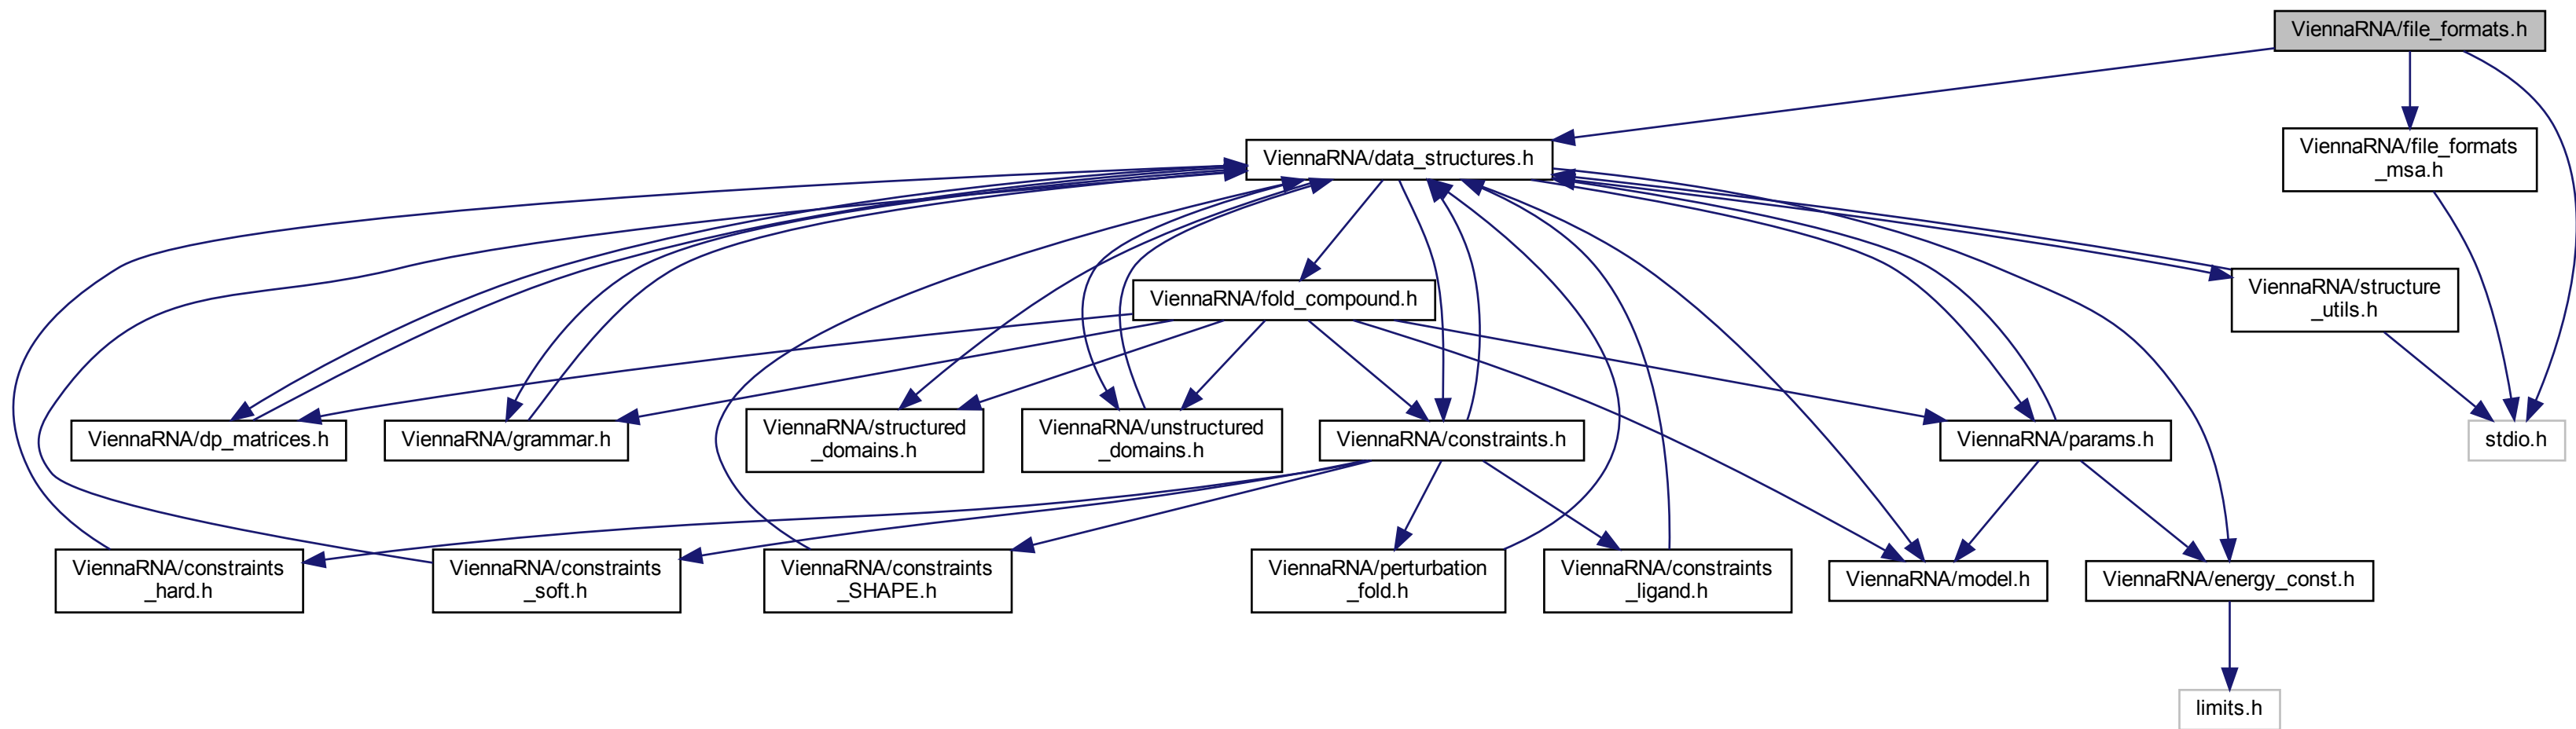 ViennaRNA/file_formats.h
ViennaRNA/data_structures.h
ViennaRNA/file_formats
_msa.h
ViennaRNA/fold_compound.h
ViennaRNA/structure
_utils.h
ViennaRNA/dp_matrices.h
ViennaRNA/grammar.h
ViennaRNA/structured
_domains.h
ViennaRNA/unstructured
_domains.h
ViennaRNA/constraints.h
ViennaRNA/params.h
stdio.h
ViennaRNA/constraints
_hard.h
ViennaRNA/constraints
_soft.h
ViennaRNA/constraints
_SHAPE.h
ViennaRNA/perturbation
_fold.h
ViennaRNA/constraints
_ligand.h
ViennaRNA/model.h
ViennaRNA/energy_const.h
limits.h